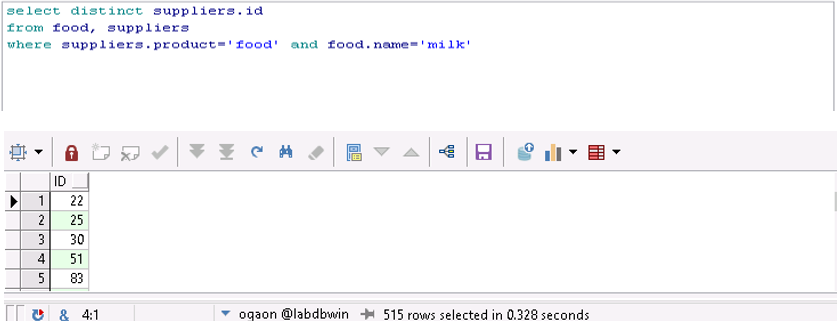 select distinct suppliers.id
from food, suppliers
where suppliers.product='food' and food.name='milk'
ID
1 22
2 25
3 30
4 51
5 83
& 4:1 oqaon @labdbwin 515 rows selected in 0.328 seconds